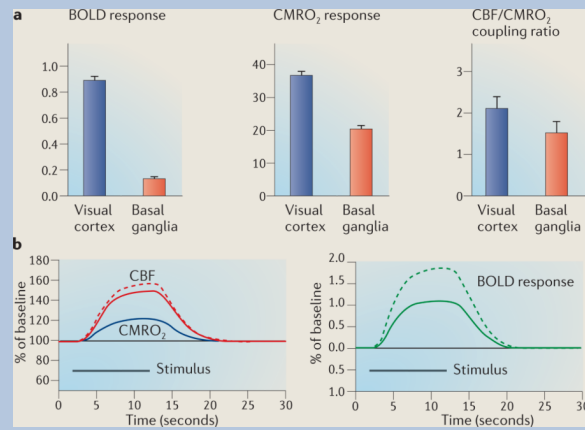 a
BOLD response
CMRO₂ response
CBF/CMRO₂
coupling ratio
1.0
0.8
0.6
0.4
0.2
0.0
Visual
cortex
Basal
ganglia
40
30
20
10
0
Visual
cortex
Basal
ganglia
3
2
1
0
Visual
cortex
Basal
ganglia
b
% of baseline
180
160
140
120
100
80
60
CBF
CMRO₂
Stimulus
0 5 10 15 20 25 30
Time (seconds)
% of baseline
2.0
1.5
1.0
0.5
0.0
0.5
1.0
BOLD response
Stimulus
0 5 10 15 20 25 30
Time (seconds)